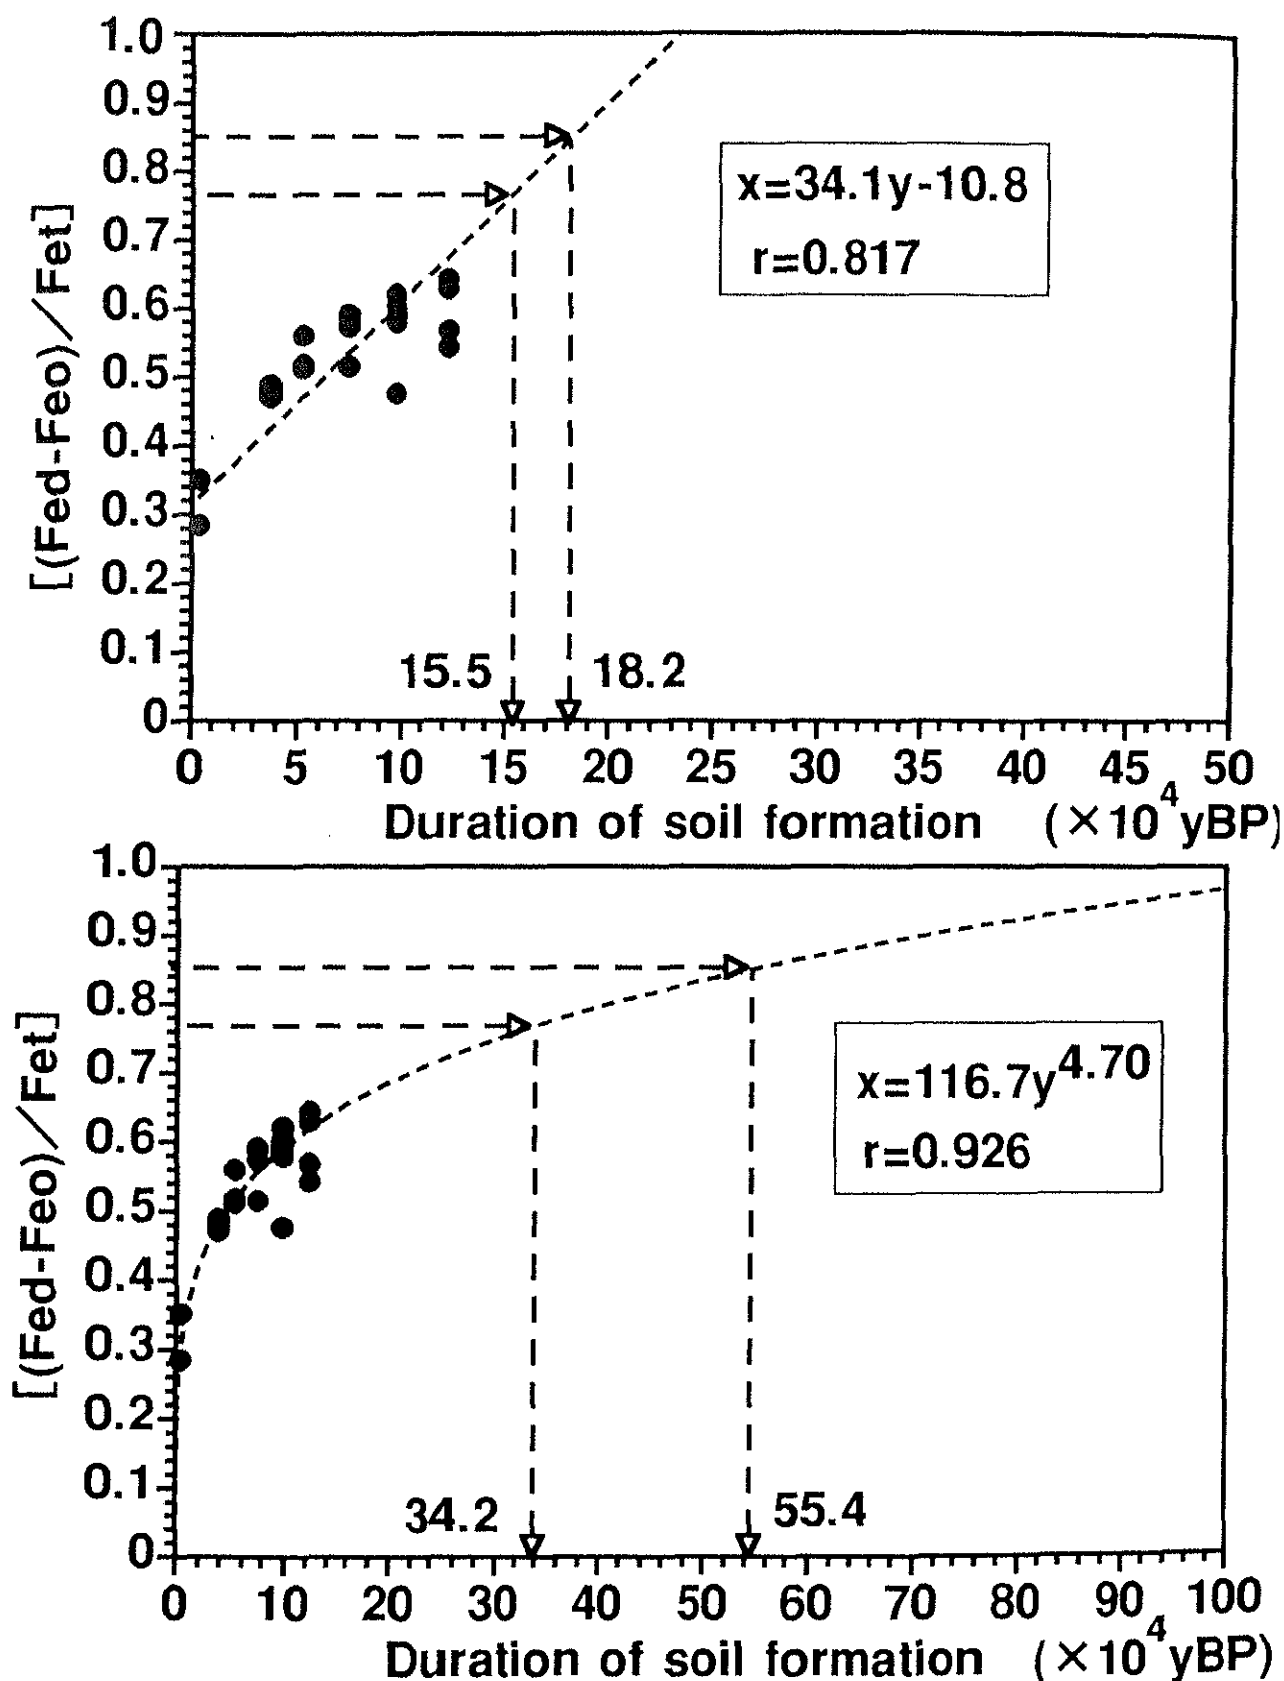 1.0
0.9
0.8
0.7
0.6
0.5
0.4
0.3
0.2
0.1
0
[(Fed-Feo)/Fet]
x=34.1y-10.8
r=0.817
15.5 18.2
0 5 10 15 20 25 30 35 40 45 50
Duration of soil formation (×10⁴yBP)
1.0
0.9
0.8
0.7
0.6
0.5
0.4
0.3
0.2
0.1
0
[(Fed-Feo)/Fet]
x=116.7y⁴·⁷⁰
r=0.926
34.2 55.4
0 10 20 30 40 50 60 70 80 90 100
Duration of soil formation (×10⁴yBP)